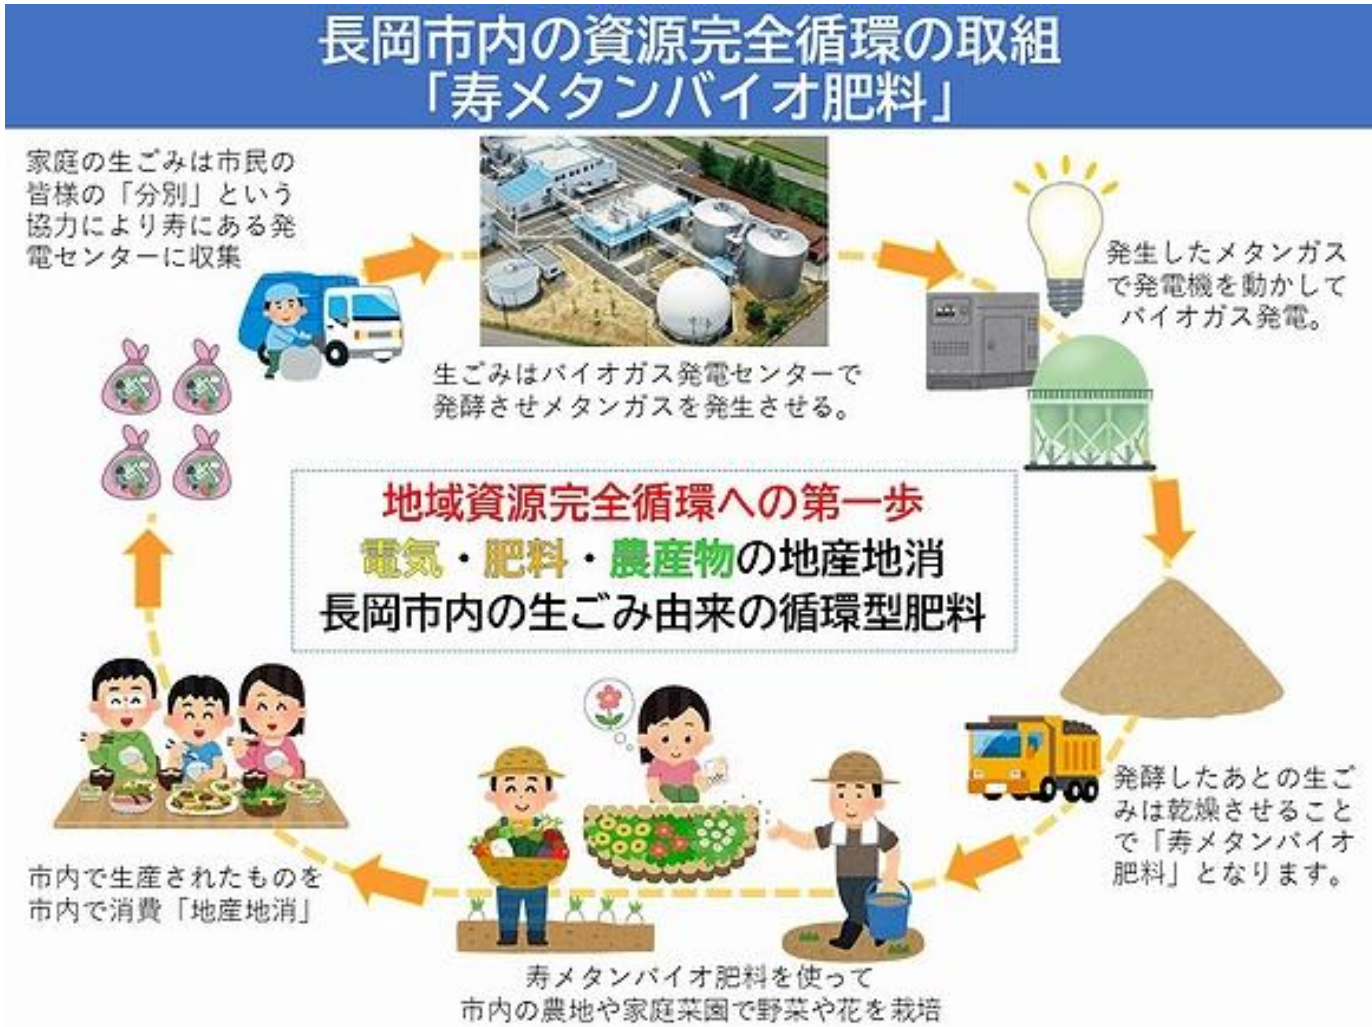 長岡市内の資源完全循環の取組
「寿メタンバイオ肥料」
家庭の生ごみは市民の
皆様の「分別」という
協力により寿にある発
電センターに収集
生ごみはバイオガス発電センターで
発酵させメタンガスを発生させる。
発生したメタンガス
で発電機を動かして
バイオガス発電。
地域資源完全循環への第一歩
電気・肥料・農産物の地産地消
長岡市内の生ごみ由来の循環型肥料
発酵したあとの生ご
みは乾燥させること
で「寿メタンバイオ
肥料」となります。
市内で生産されたものを
市内で消費「地産地消」
寿メタンバイオ肥料を使って
市内の農地や家庭菜園で野菜や花を栽培